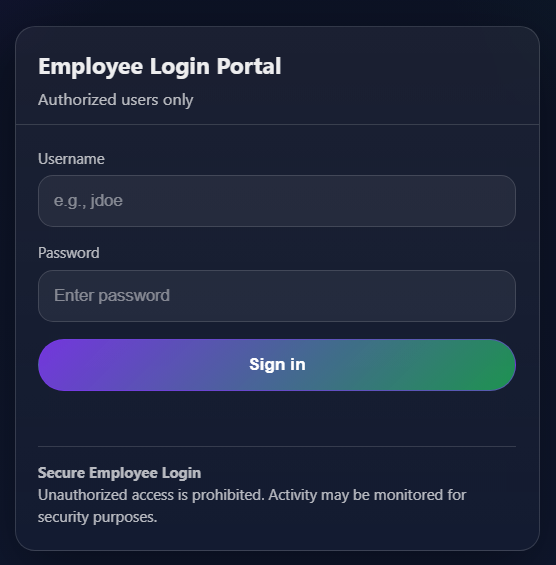 Employee Login Portal
Authorized users only
Username
e.g., jdoe
Password
Enter password
Sign in
Secure Employee Login
Unauthorized access is prohibited. Activity may be monitored for
security purposes.